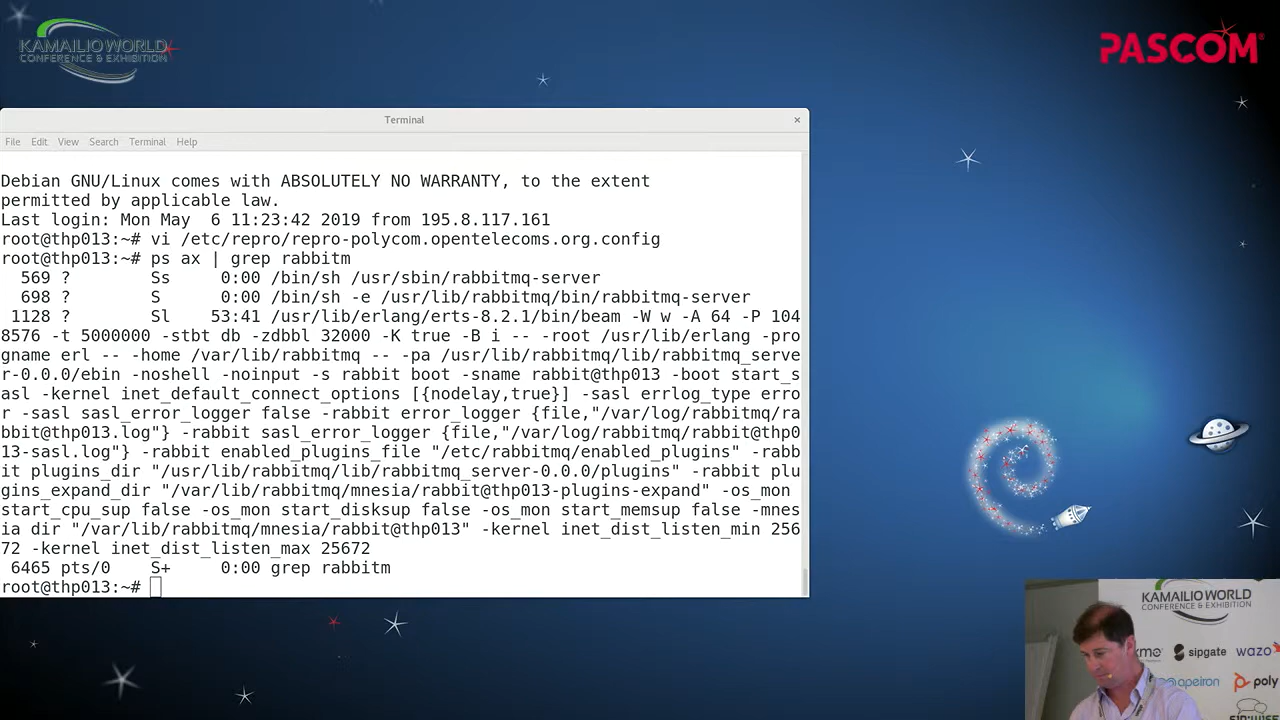 KAMAILIO WORLD
CONFERENCE & EXHIBITION
PASCOM
Terminal
File Edit View Search Terminal Help
Debian GNU/Linux comes with ABSOLUTELY NO WARRANTY, to the extent
permitted by applicable law.
Last login: Mon May  6 11:23:42 2019 from 195.8.117.161
root@thp013:~# vi /etc/repro/repro-polycom.opentelecoms.org.config
root@thp013:~# ps ax | grep rabbitm
  569 ?        Ss     0:00 /bin/sh /usr/sbin/rabbitmq-server
  698 ?        S      0:00 /bin/sh -e /usr/lib/rabbitmq/bin/rabbitmq-server
 1128 ?        Sl    53:41 /usr/lib/erlang/erts-8.2.1/bin/beam -W w -A 64 -P 104
8576 -t 5000000 -stbt db -zdbbl 32000 -K true -B i -- -root /usr/lib/erlang -pro
gname erl -- -home /var/lib/rabbitmq -- -pa /usr/lib/rabbitmq/lib/rabbitmq_serve
r-0.0.0/ebin -noshell -noinput -s rabbit boot -sname rabbit@thp013 -boot start_s
asl -kernel inet_default_connect_options [{nodelay,true}] -sasl errlog_type erro
r -sasl sasl_error_logger false -rabbit error_logger {file,"/var/log/rabbitmq/ra
bbit@thp013.log"} -rabbit sasl_error_logger {file,"/var/log/rabbitmq/rabbit@thp0
13-sasl.log"} -rabbit enabled_plugins_file "/etc/rabbitmq/enabled_plugins" -rabb
it plugins_dir "/usr/lib/rabbitmq/lib/rabbitmq_server-0.0.0/plugins" -rabbit plu
gins_expand_dir "/var/lib/rabbitmq/mnesia/rabbit@thp013-plugins-expand" -os_mon
start_cpu_sup false -os_mon start_disksup false -os_mon start_memsup false -mnes
ia dir "/var/lib/rabbitmq/mnesia/rabbit@thp013" -kernel inet_dist_listen_min 256
72 -kernel inet_dist_listen_max 25672
 6465 pts/0    S+     0:00 grep rabbitm
root@thp013:~#
KAMAILIO WORLD
CONFERENCE & EXHIBITION
sipgate wazo
apeiron poly